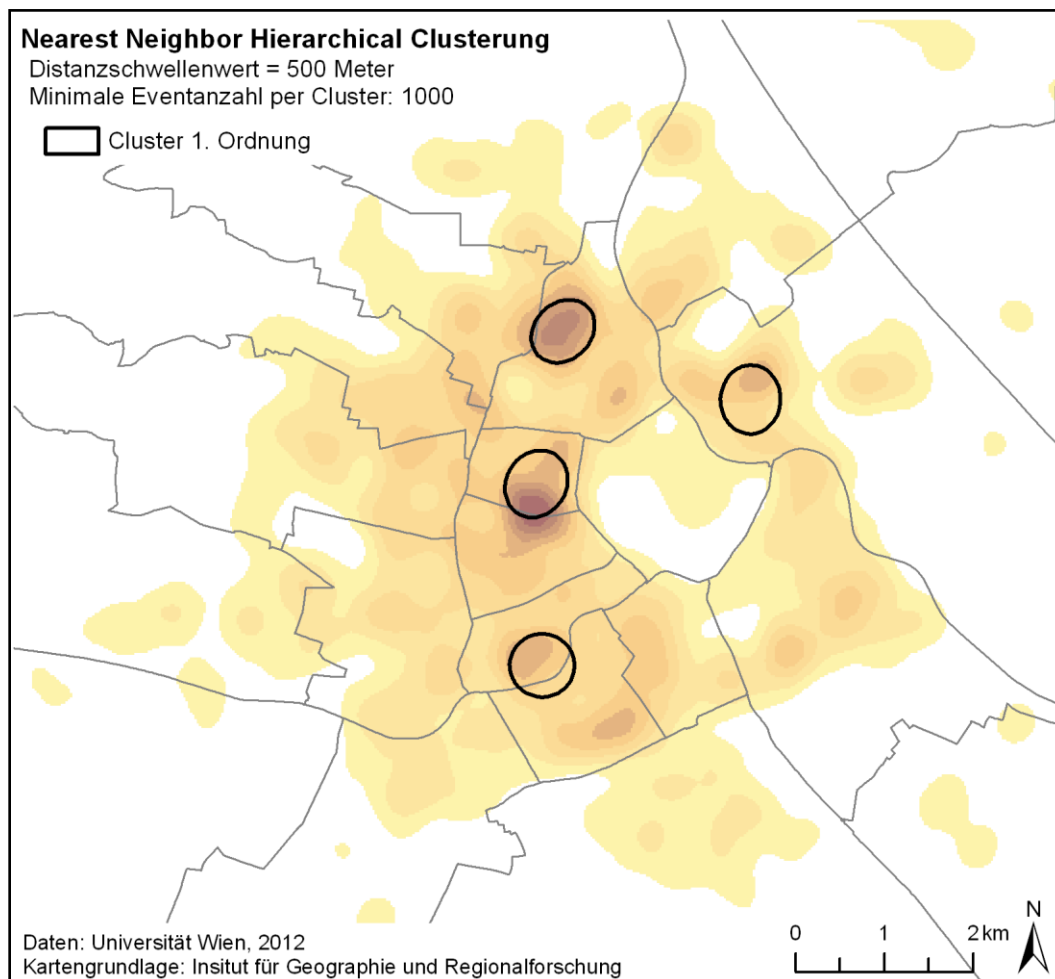 Nearest Neighbor Hierarchical Clusterung
Distanzschwellenwert = 500 Meter
Minimale Eventanzahl per Cluster: 1000
Cluster 1. Ordnung
Daten: Universität Wien, 2012
Kartengrundlage: Insitut für Geographie und Regionalforschung
0 1 2 km
N